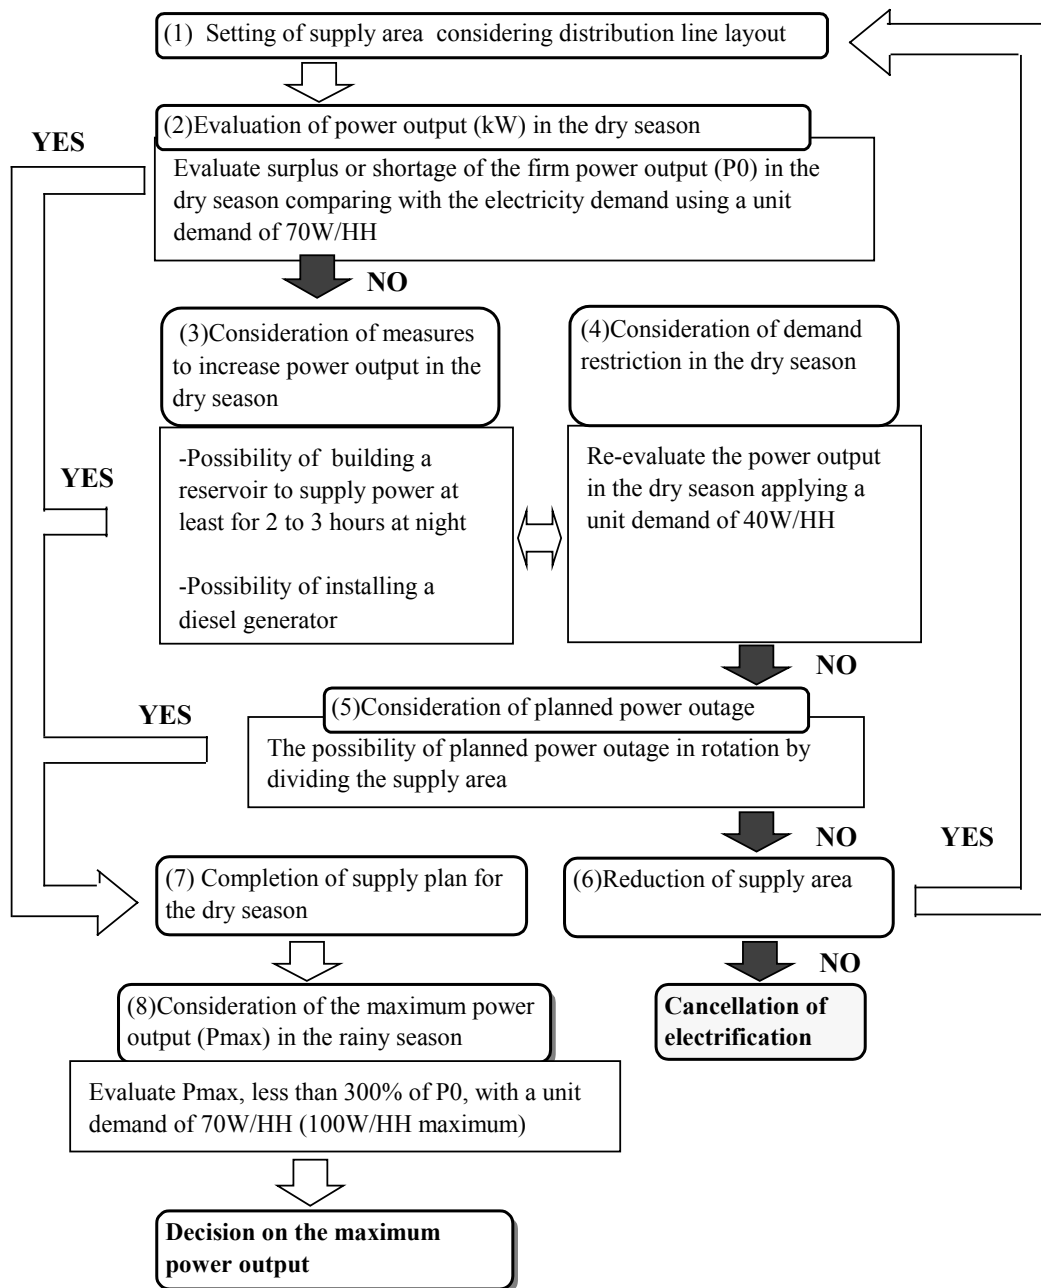 (1) Setting of supply area considering distribution line layout
YES
(2)Evaluation of power output (kW) in the dry season
Evaluate surplus or shortage of the firm power output (P0) in the
dry season comparing with the electricity demand using a unit
demand of 70W/HH
NO
(3)Consideration of measures
to increase power output in the
dry season
(4)Consideration of demand
restriction in the dry season
YES
-Possibility of building a
reservoir to supply power at
least for 2 to 3 hours at night
-Possibility of installing a
diesel generator
Re-evaluate the power output
in the dry season applying a
unit demand of 40W/HH
NO
YES
(5)Consideration of planned power outage
The possibility of planned power outage in rotation by
dividing the supply area
NO
YES
(7) Completion of supply plan for
the dry season
(6)Reduction of supply area
NO
(8)Consideration of the maximum power
output (Pmax) in the rainy season
Cancellation of
electrification
Evaluate Pmax, less than 300% of P0, with a unit
demand of 70W/HH (100W/HH maximum)
Decision on the maximum
power output